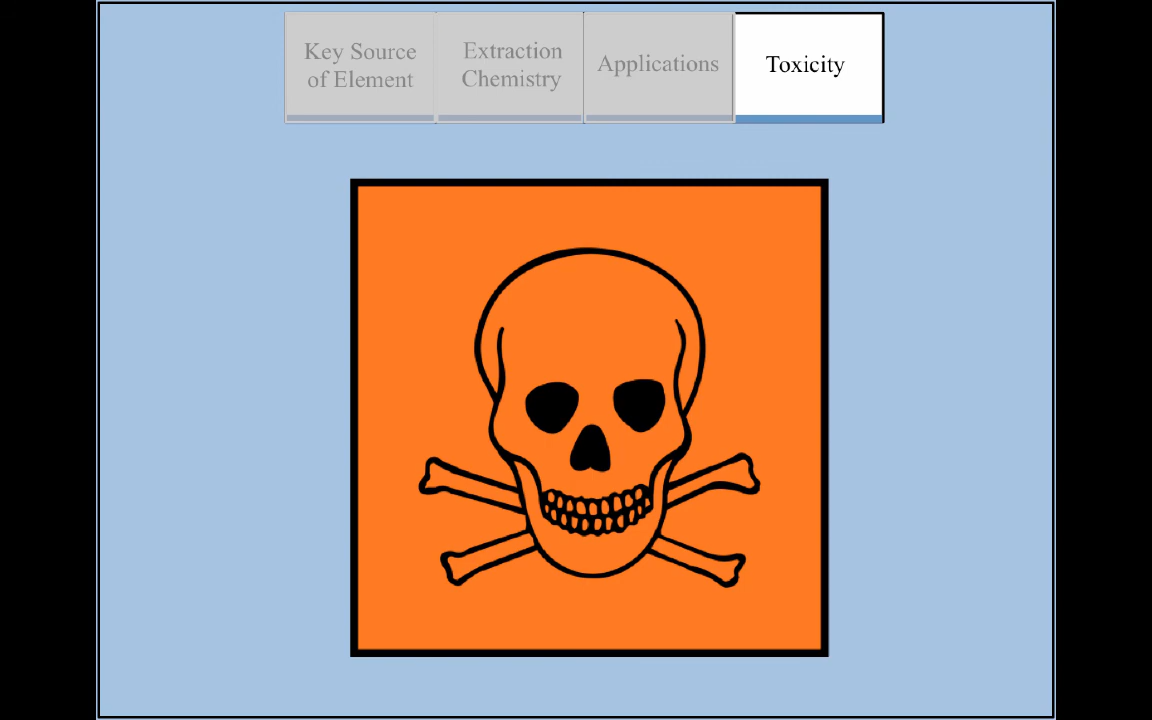 Key Source
of Element
Extraction
Chemistry
Applications
Toxicity